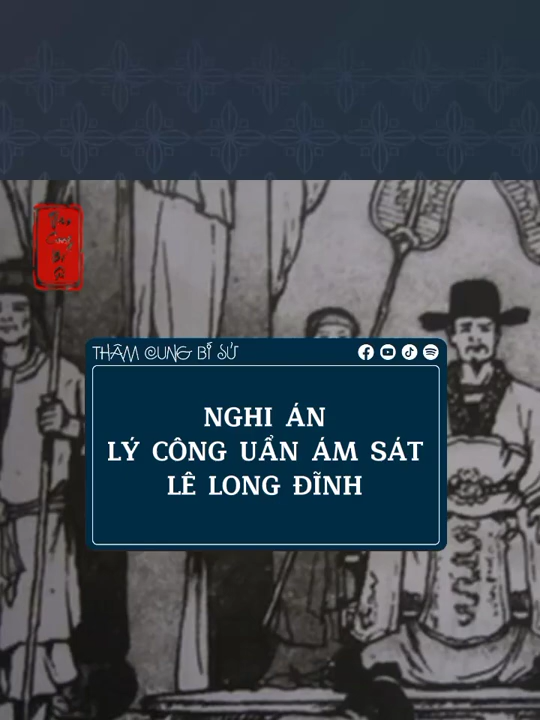 THÂM CUNG BÍ SỬ
NGHI ÁN
LÝ CÔNG UẨN ÁM SÁT
LÊ LONG ĐĨNH